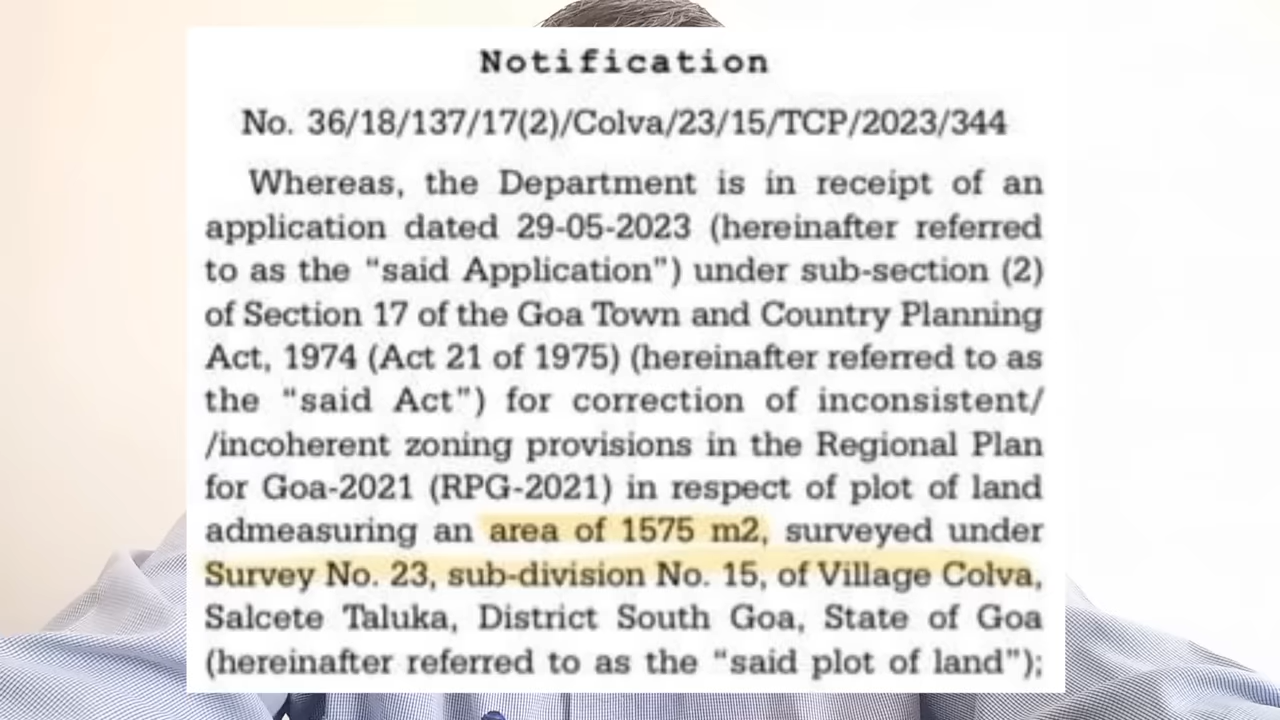 Notification
No. 36/18/137/17(2)/Colva/23/15/TCP/2023/344
Whereas, the Department is in receipt of an
application dated 29-05-2023 (hereinafter referred
to as the “said Application”) under sub-section (2)
of Section 17 of the Goa Town and Country Planning
Act, 1974 (Act 21 of 1975) (hereinafter referred to as
the “said Act”) for correction of inconsistent/
/incoherent zoning provisions in the Regional Plan
for Goa-2021 (RPG-2021) in respect of plot of land
admeasuring an area of 1575 m2, surveyed under
Survey No. 23, sub-division No. 15, of Village Colva,
Salcete Taluka, District South Goa, State of Goa
(hereinafter referred to as the “said plot of land”);